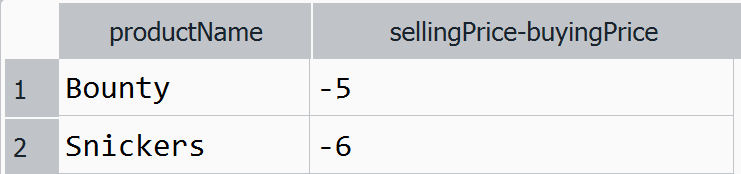 productName sellingPrice-buyingPrice
1 Bounty -5
2 Snickers -6